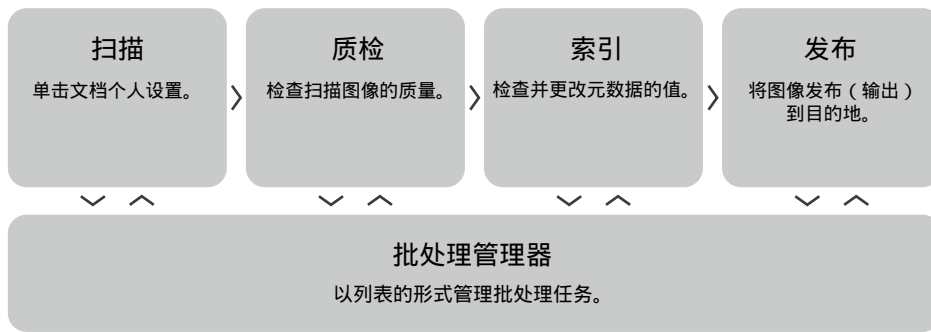 扫描
单击文档个人设置。
质检
检查扫描图像的质量。
索引
检查并更改元数据的值。
发布
将图像发布（输出）
到目的地。
批处理管理器
以列表的形式管理批处理任务。